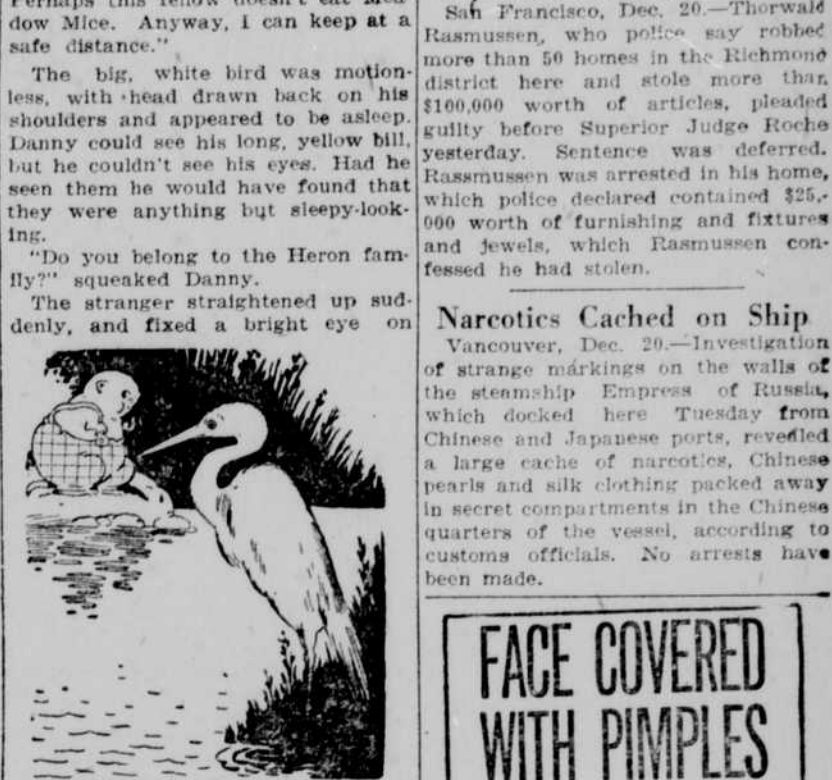 Perhaps this fellow doesn't eat Mea-
dow Mice. Anyway, I can keep at a
safe distance."
The big, white bird was motion-
less, with head drawn back on his
shoulders and appeared to be asleep.
Danny could see his long, yellow bill,
but he couldn't see his eyes. Had he
seen them he would have found that
they were anything but sleepy-look-
ing.
"Do you belong to the Heron fam-
ily?" squeaked Danny.
The stranger straightened up sud-
denly, and fixed a bright eye on
San Francisco, Dec. 20.—Thorwald
Rasmussen, who police say robbed
more than 50 homes in the Richmond
district here and stole more than
$100,000 worth of articles, pleaded
guilty before Superior Judge Roche
yesterday. Sentence was deferred.
Rassmussen was arrested in his home,
which police declared contained $25,-
000 worth of furnishing and fixtures
and jewels, which Rasmussen con-
fessed he had stolen.
Narcotics Cached on Ship
Vancouver, Dec. 20.—Investigation
of strange markings on the walls of
the steamship Empress of Russia,
which docked here Tuesday from
Chinese and Japanese ports, revealed
a large cache of narcotics, Chinese
pearls and silk clothing packed away
in secret compartments in the Chinese
quarters of the vessel, according to
customs officials. No arrests have
been made.
FACE COVERED
WITH PIMPLES